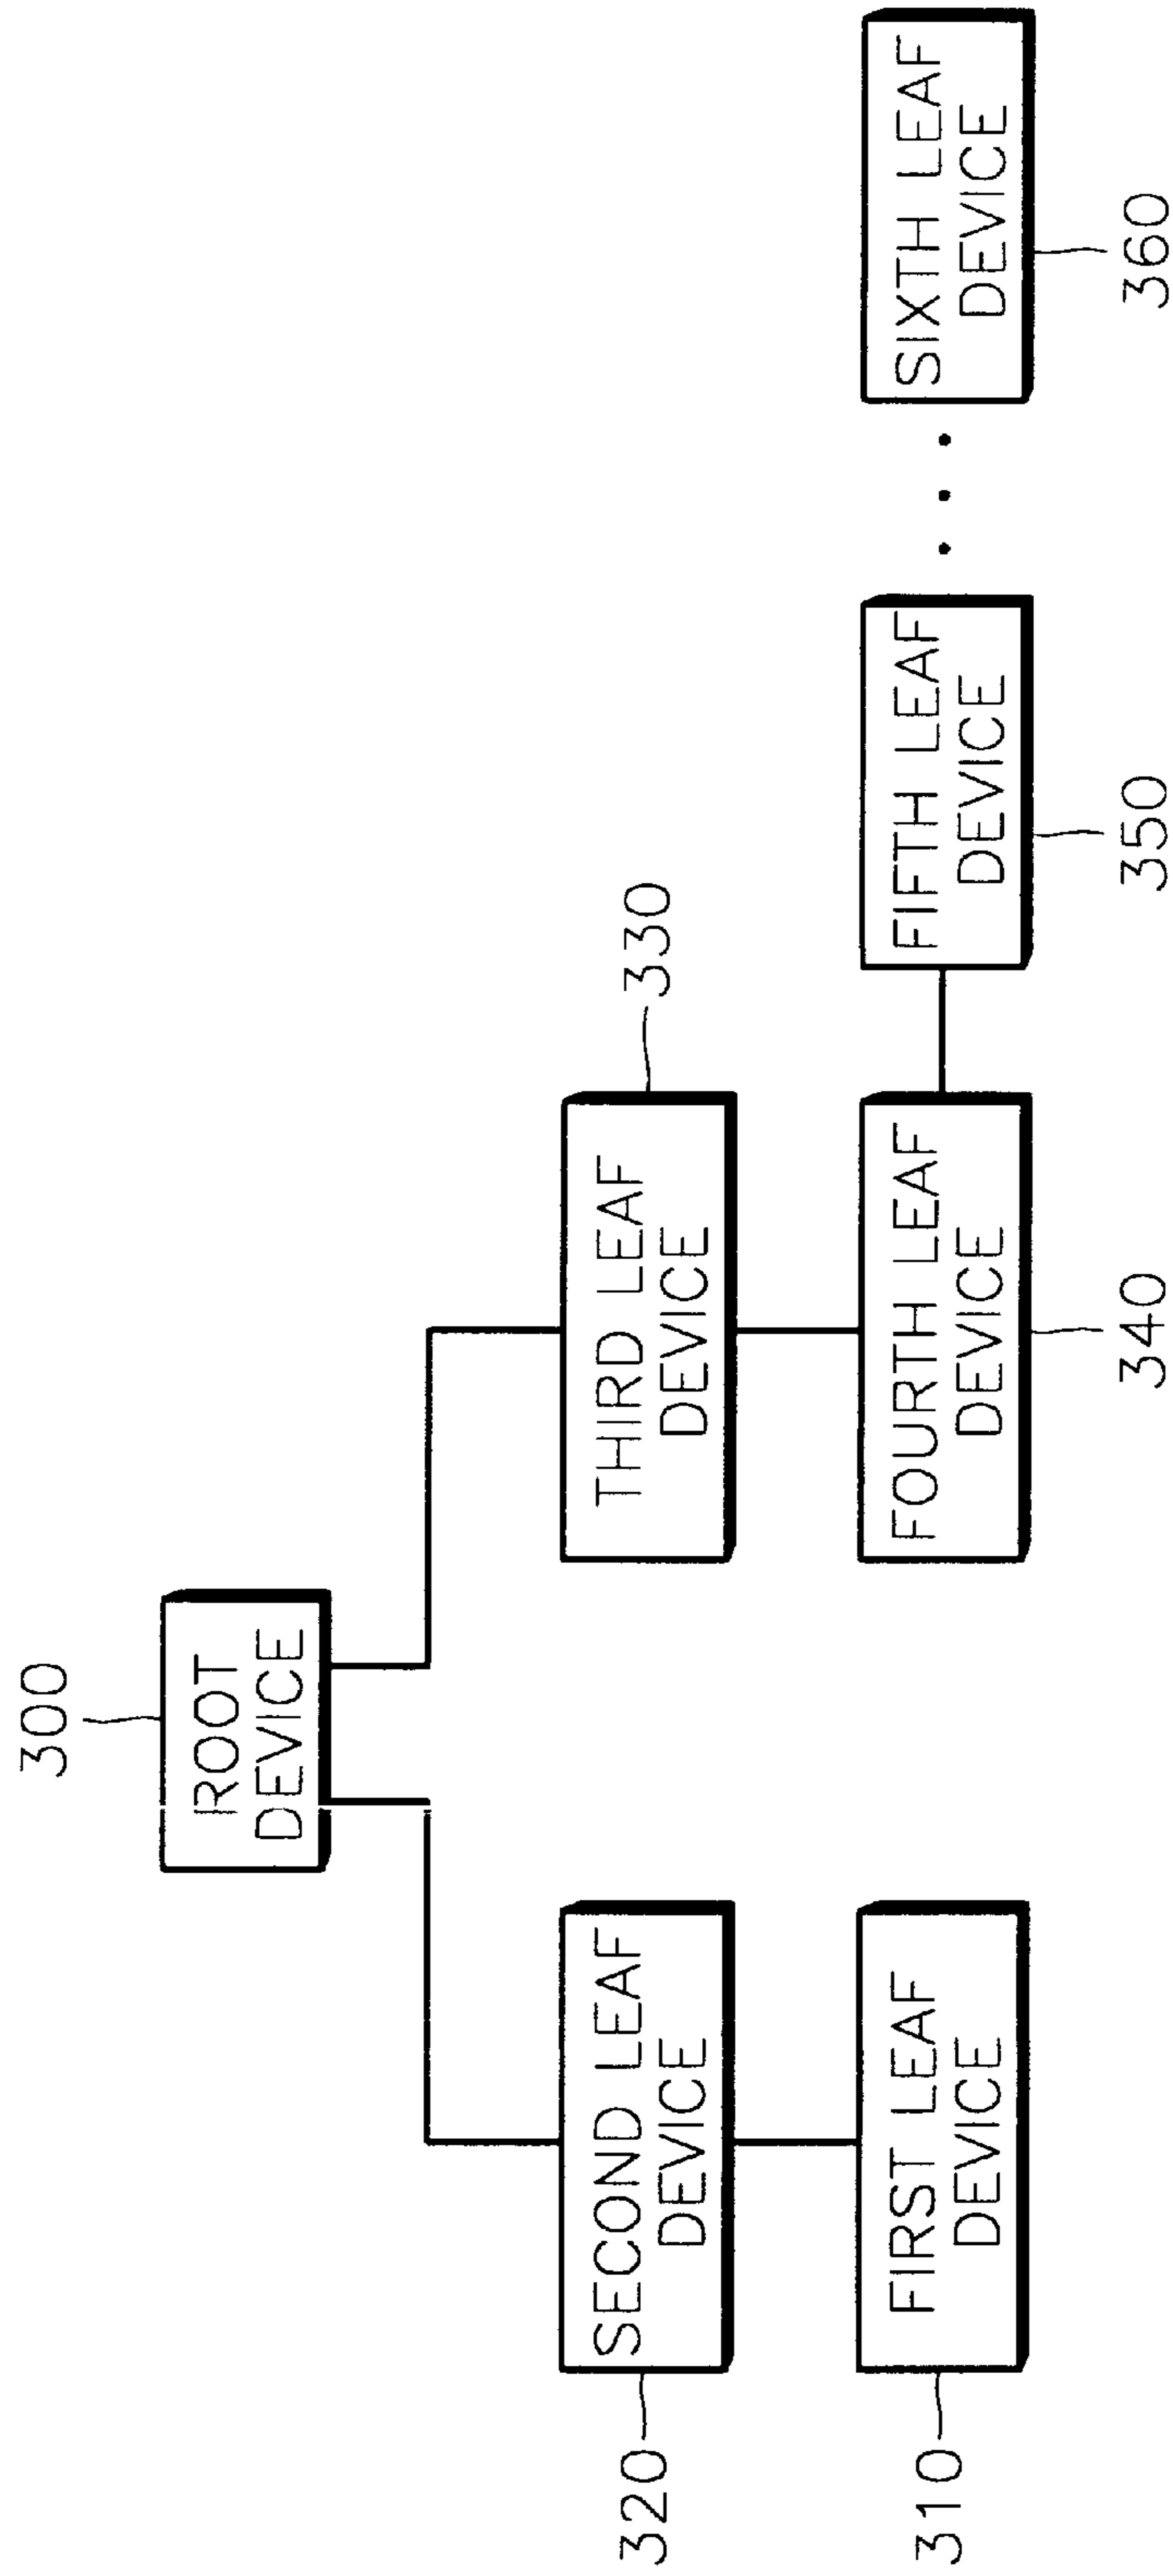 300
ROOT
DEVICE
320
SECOND LEAF
DEVICE
THIRD LEAF
DEVICE
330
310
FIRST LEAF
DEVICE
FOURTH LEAF
DEVICE
340
FIFTH LEAF
DEVICE
350
SIXTH LEAF
DEVICE
360